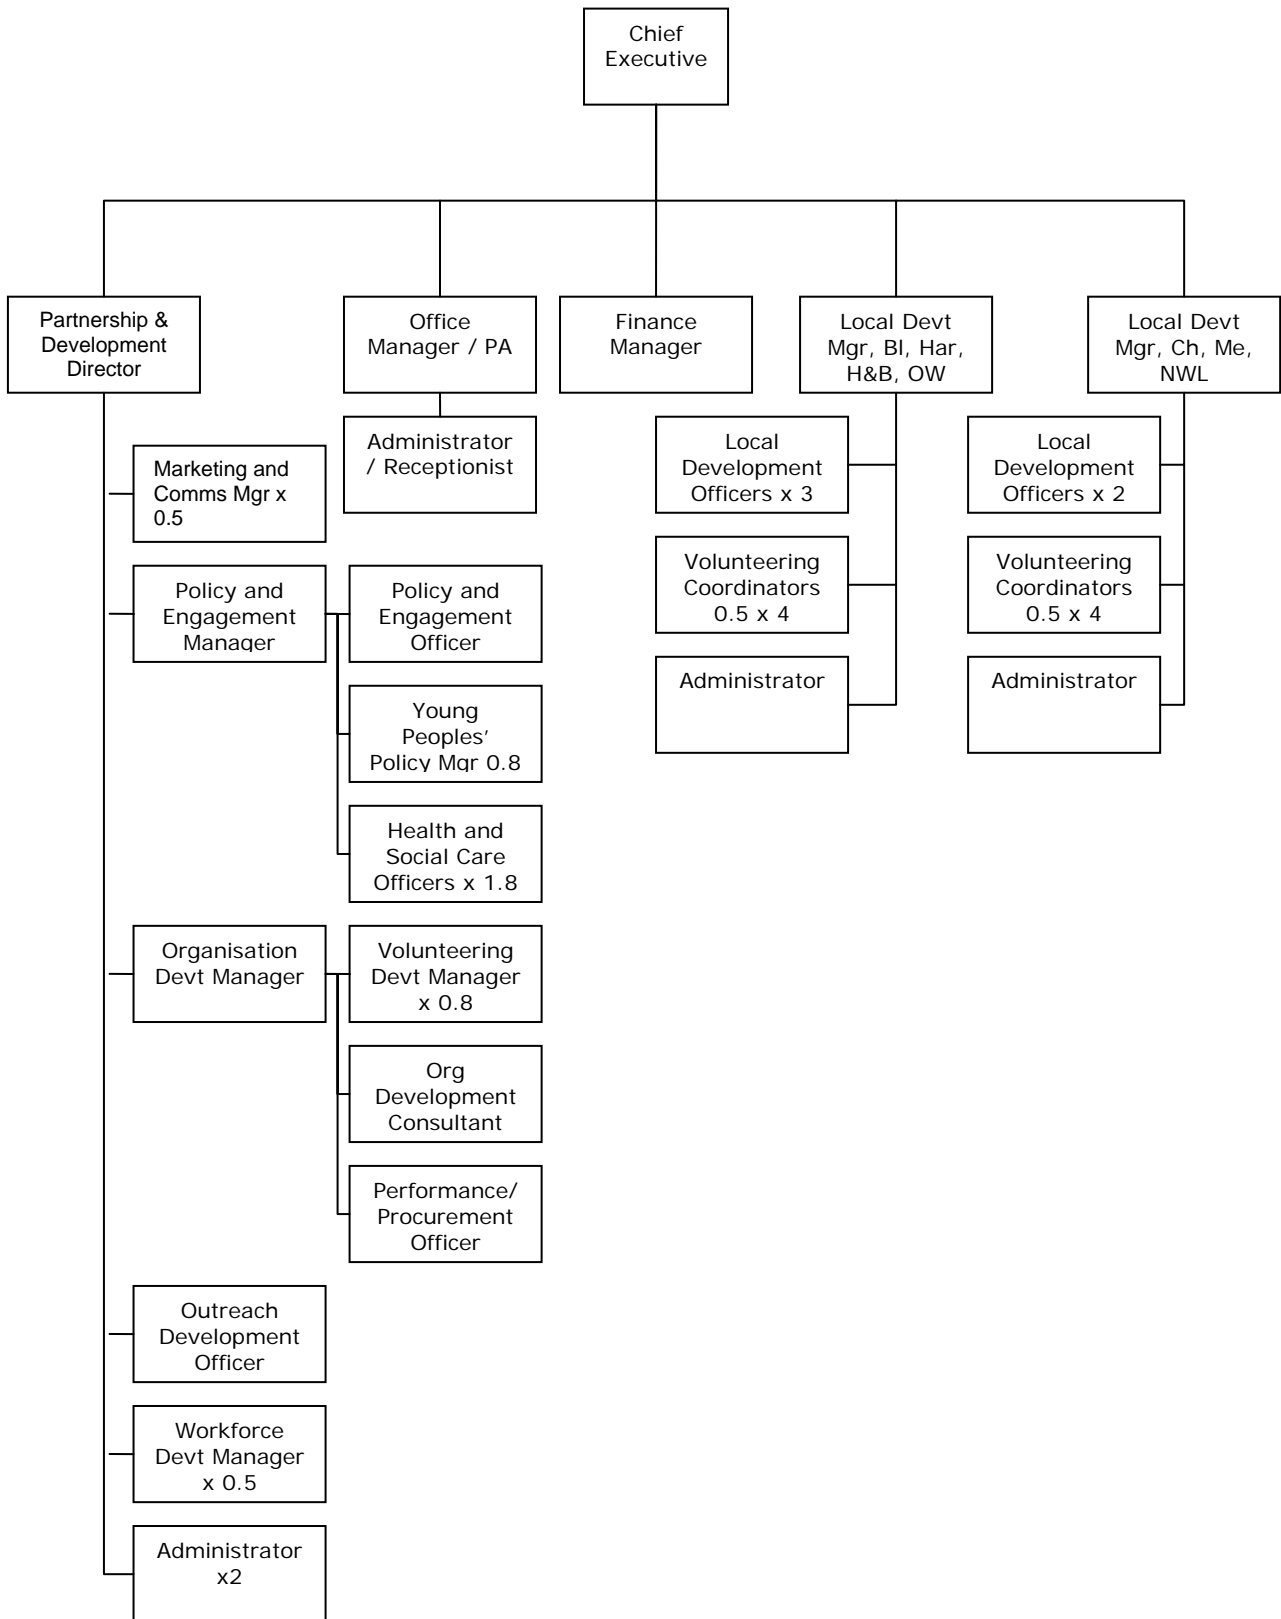 Chief
Executive
Partnership &
Development
Director
Office
Manager / PA
Finance
Manager
Local Devt
Mgr, Bl, Har,
H&B, OW
Local Devt
Mgr, Ch, Me,
NWL
Administrator
/ Receptionist
Local
Development
Officers x 3
Local
Development
Officers x 2
Marketing and
Comms Mgr x
0.5
Volunteering
Coordinators
0.5 x 4
Volunteering
Coordinators
0.5 x 4
Policy and
Engagement
Manager
Policy and
Engagement
Officer
Administrator
Administrator
Young
Peoples’
Policy Mgr 0.8
Health and
Social Care
Officers x 1.8
Organisation
Devt Manager
Volunteering
Devt Manager
x 0.8
Org
Development
Consultant
Performance/
Procurement
Officer
Outreach
Development
Officer
Workforce
Devt Manager
x 0.5
Administrator
x2